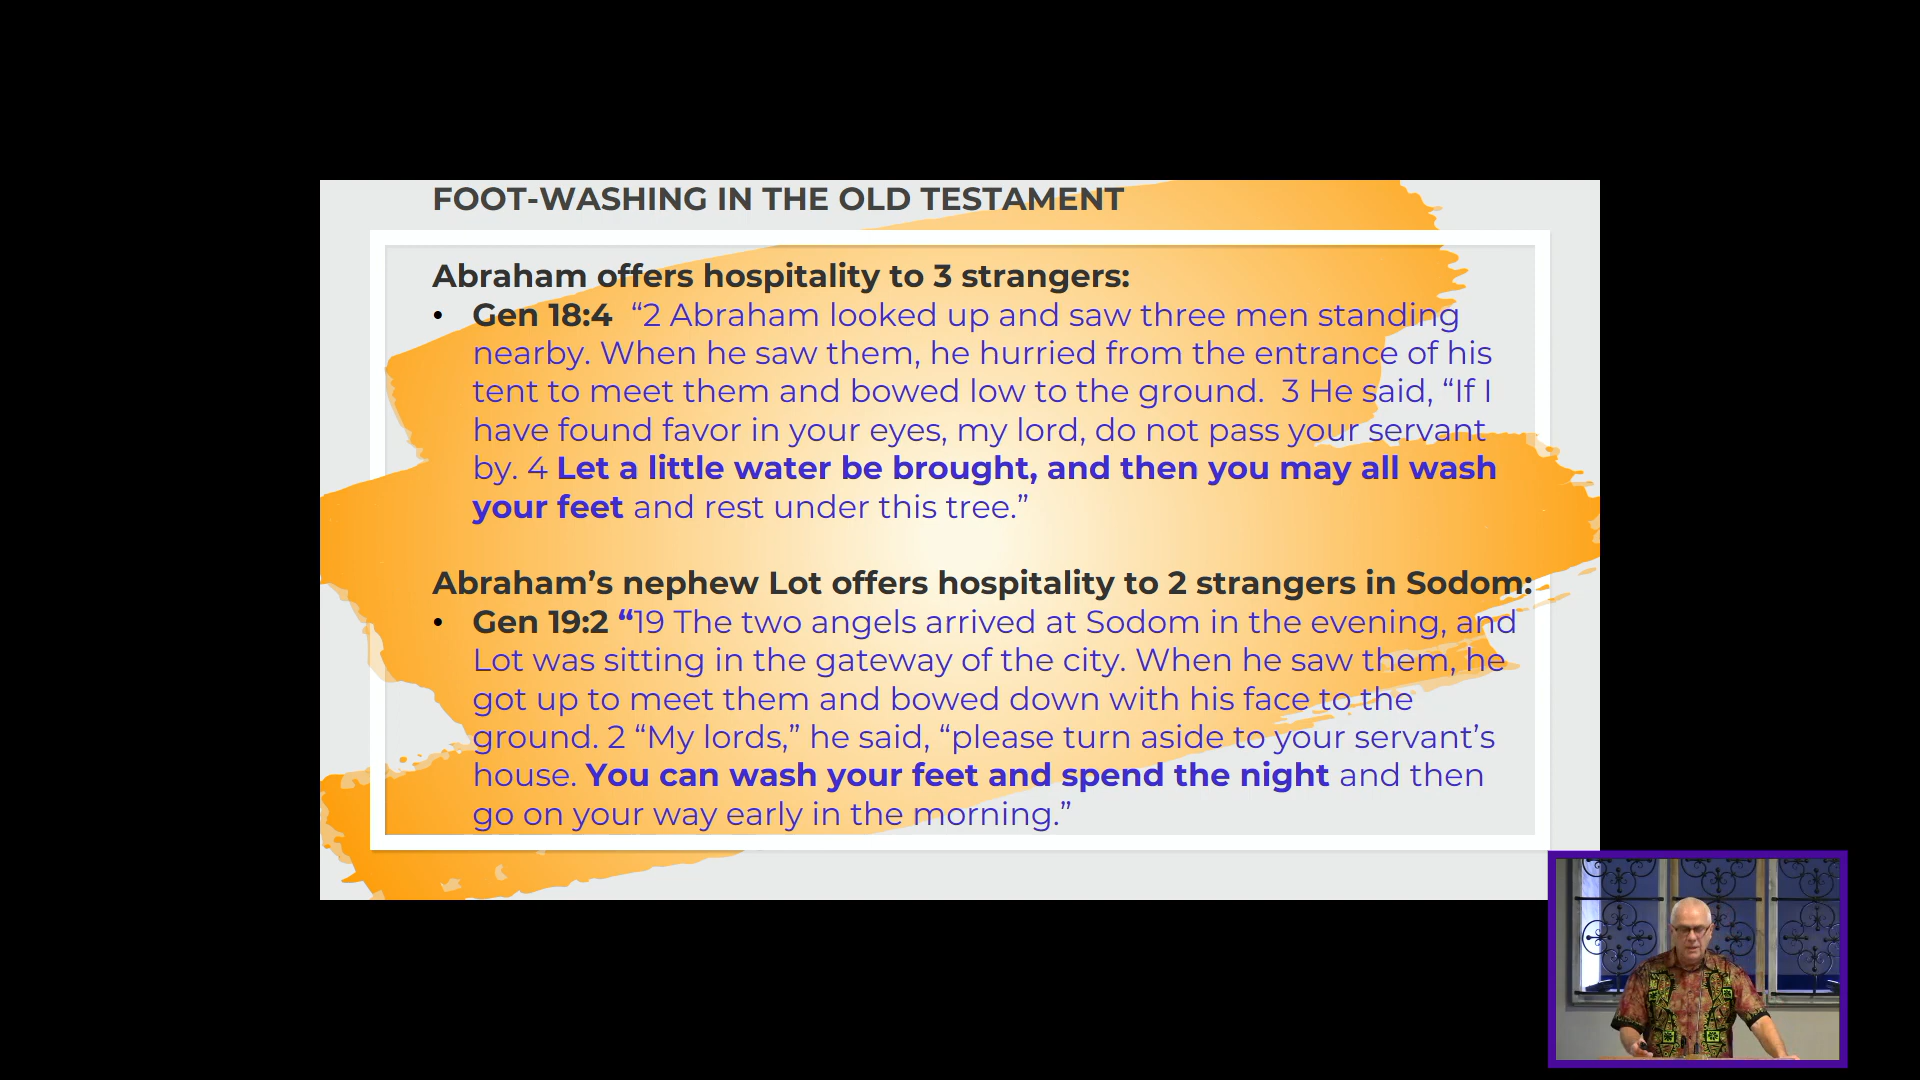 FOOT-WASHING IN THE OLD TESTAMENT
Abraham offers hospitality to 3 strangers:
• Gen 18:4 “2 Abraham looked up and saw three men standing
nearby. When he saw them, he hurried from the entrance of his
tent to meet them and bowed low to the ground. 3 He said, “If I
have found favor in your eyes, my lord, do not pass your servant
by. 4 Let a little water be brought, and then you may all wash
your feet and rest under this tree.”
Abraham’s nephew Lot offers hospitality to 2 strangers in Sodom:
• Gen 19:2 “19 The two angels arrived at Sodom in the evening, and
Lot was sitting in the gateway of the city. When he saw them, he
got up to meet them and bowed down with his face to the
ground. 2 “My lords,” he said, “please turn aside to your servant’s
house. You can wash your feet and spend the night and then
go on your way early in the morning.”